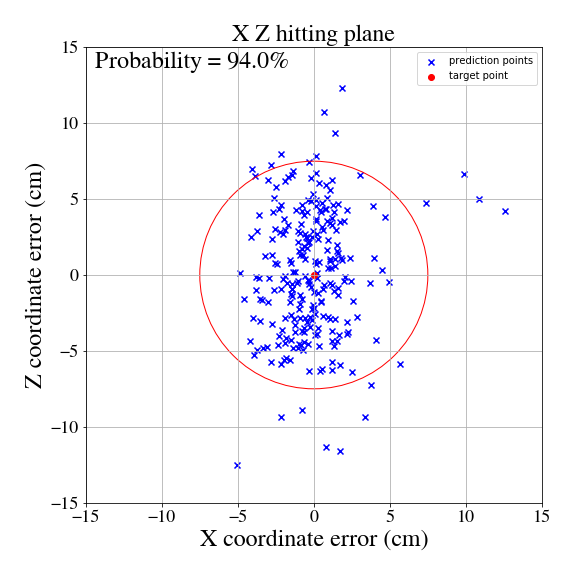 X Z hitting plane
Probability = 94.0%
prediction points
target point
15
10
5
0
−5
−10
−15
Z coordinate error (cm)
−15
−10
−5
0
5
10
15
X coordinate error (cm)